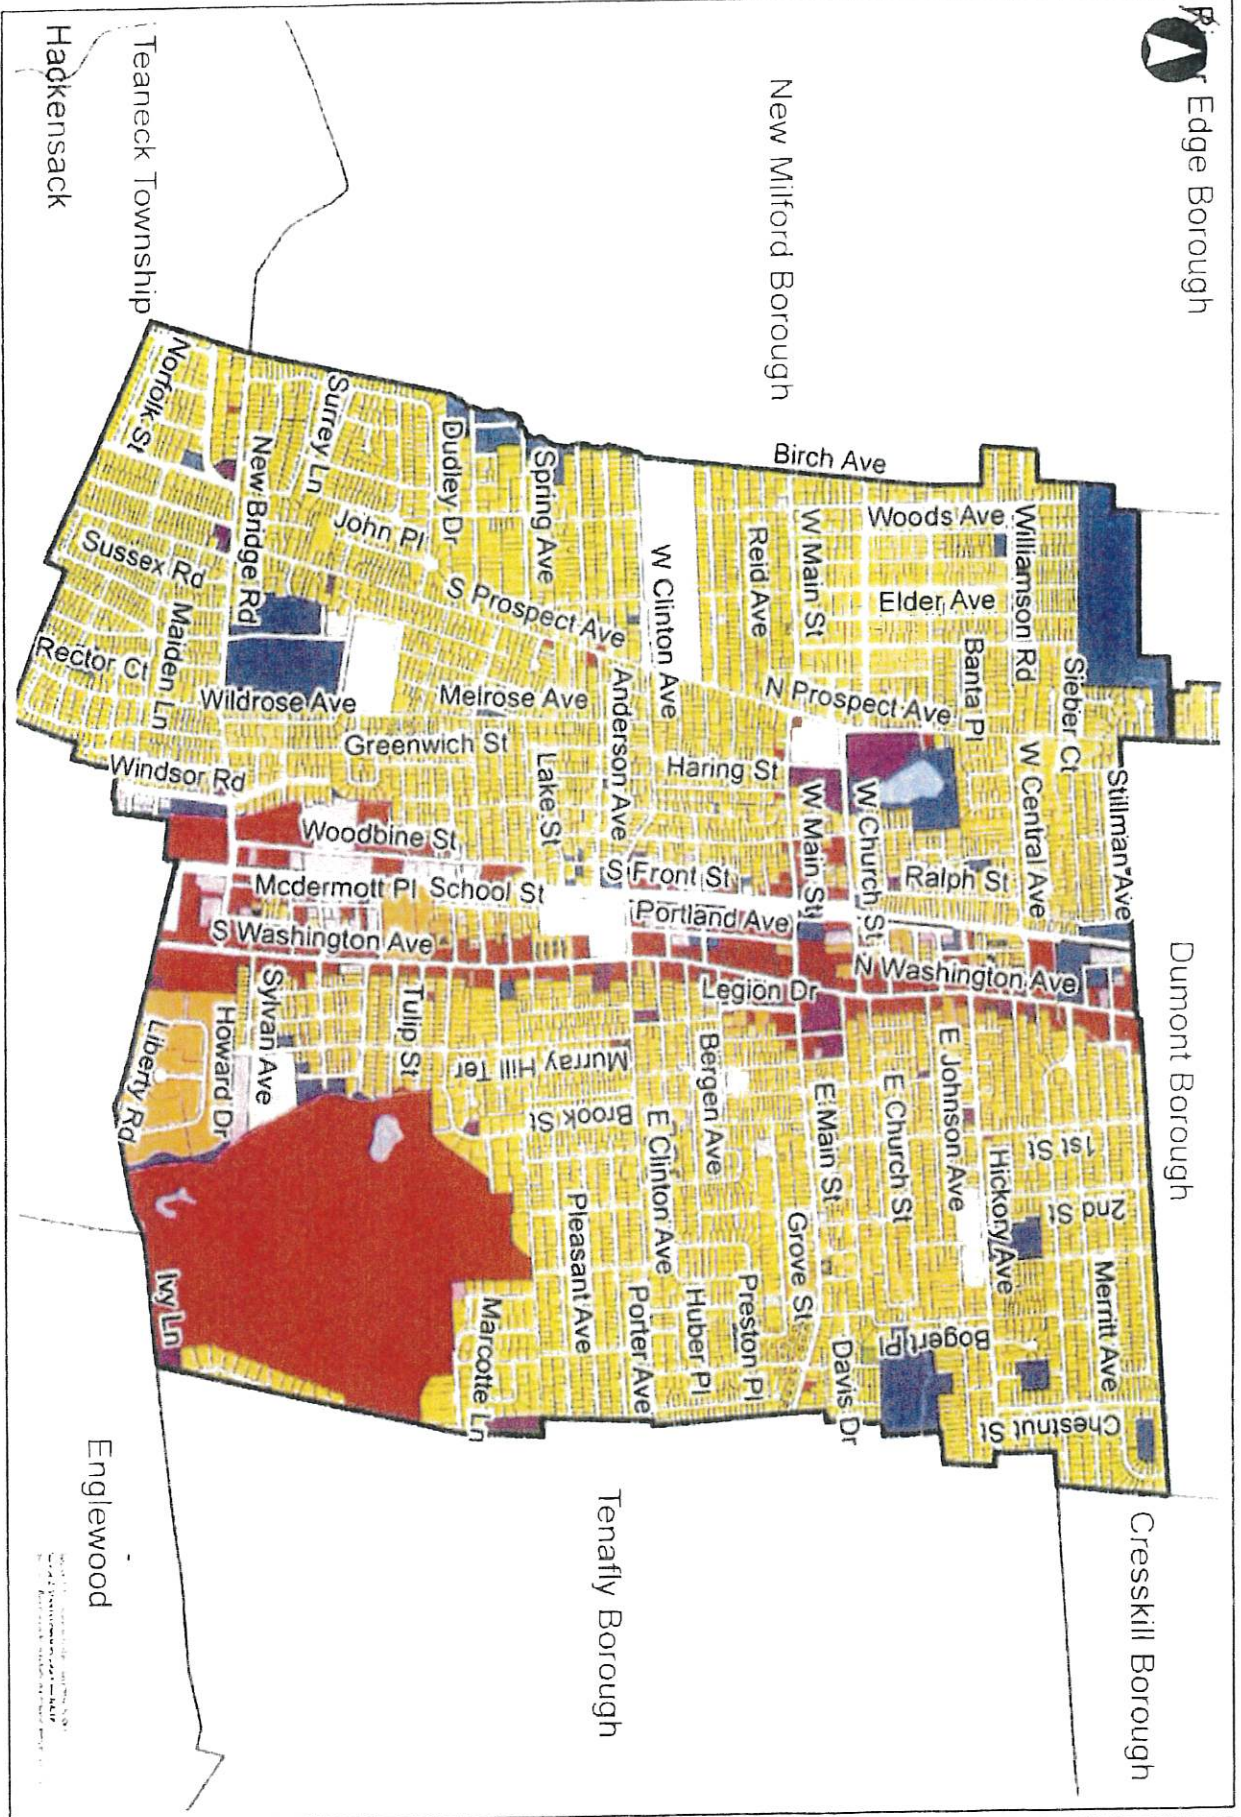 Edge Borough
New Milford Borough
Teaneck Township
Hackensack
Dumont Borough
Cresskill Borough
Tenafly Borough
Englewood
Stillman Ave
Sieber Ct
Williamson Rd
W Central Ave
Woods Ave
Elder Ave
Banta Pl
N Prospect Ave
Ralph St
Birch Ave
W Main St
Reid Ave
W Church St
W Main St
Haring St
W Clinton Ave
S Front St
Portland Ave
N Washington Ave
Legion Dr
Anderson Ave
S Prospect Ave
Spring Ave
Melrose Ave
Lake St
Dudley Dr
John Pl
Greenwich St
Surrey Ln
New Bridge Rd
Wildrose Ave
Norfolk St
Sussex Rd
Maiden Ln
Rector Ct
Windsor Rd
Woodbine St
Mcdermott Pl
School St
S Washington Ave
Sylvan Ave
Tulip St
Howard Dr
Liberty Rd
Murray Hill Ter
Brook St
Bergen Ave
E Clinton Ave
E Main St
E Church St
E Johnson Ave
1st St
2nd St
Hickory Ave
Merritt Ave
Chestnut St
Bogert Pl
Davis Dr
Grove St
Preston Pl
Huber Pl
Porter Ave
Pleasant Ave
Marcotte Ln
Ivy Ln